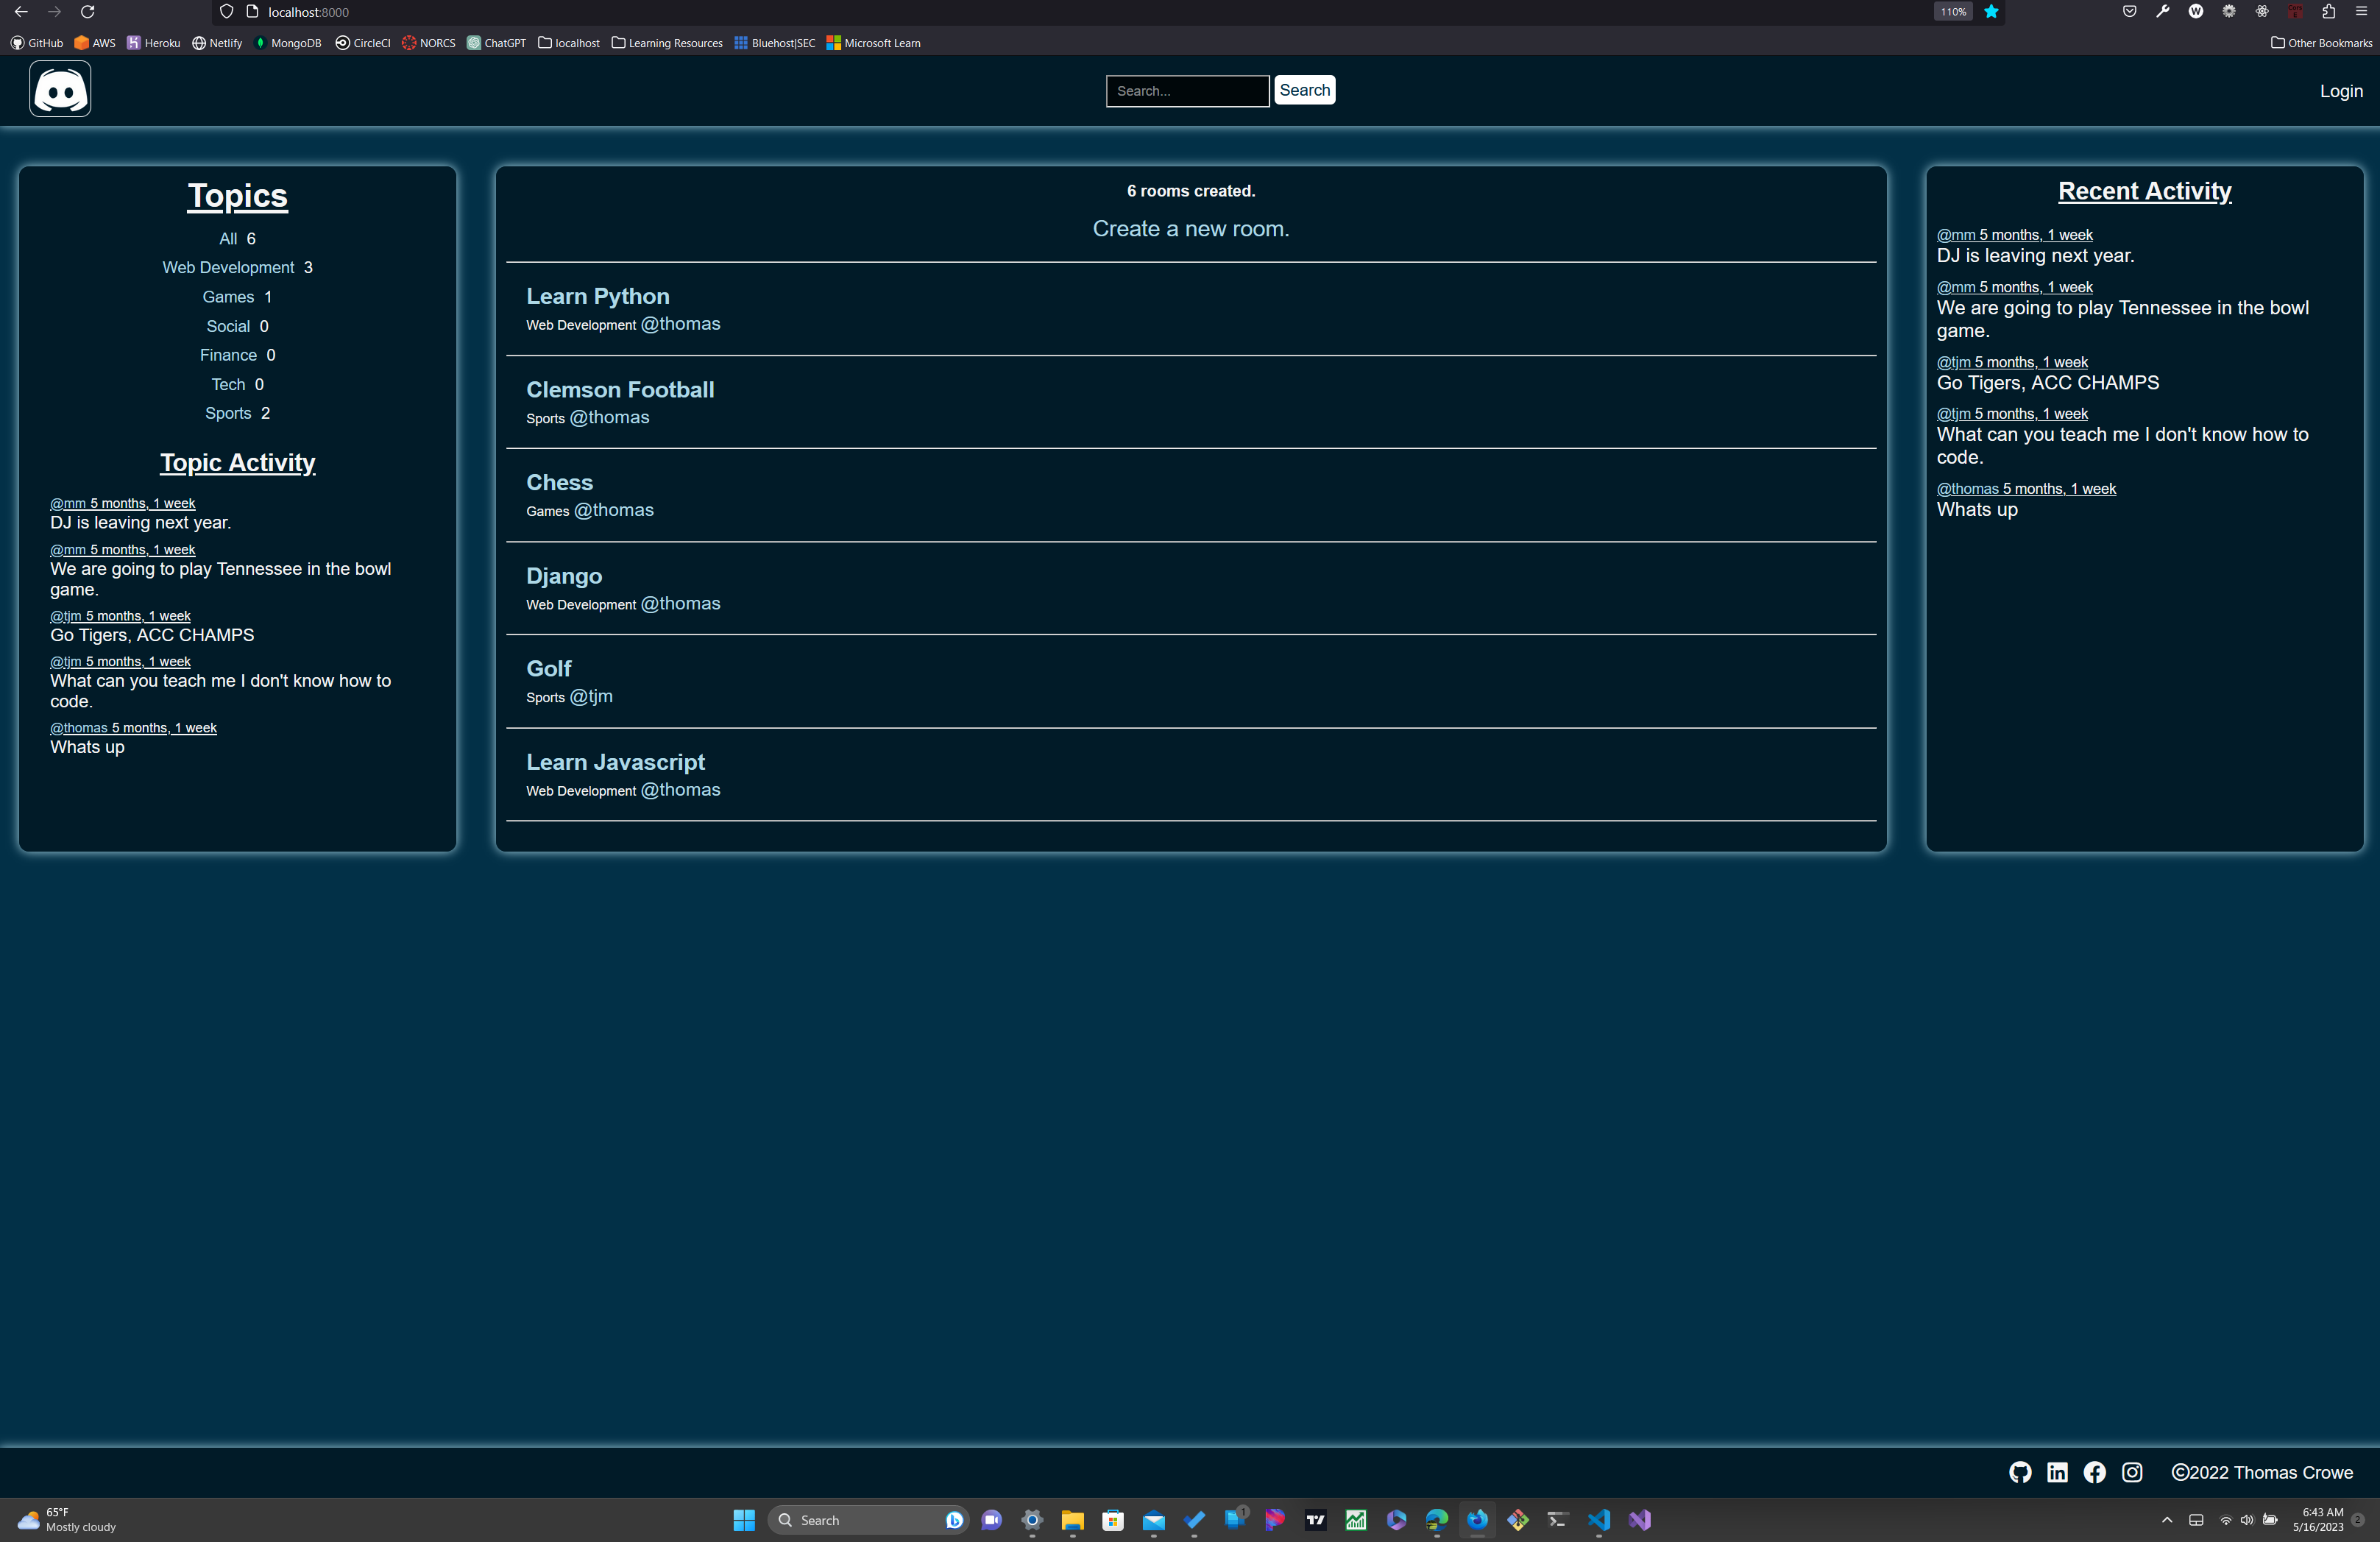 localhost:8000
110%
GitHub AWS Heroku Netlify MongoDB CircleCI NORCS ChatGPT localhost Learning Resources Bluehost|SEC Microsoft Learn Other Bookmarks
Search... Search
Login
Topics
All 6
Web Development 3
Games 1
Social 0
Finance 0
Tech 0
Sports 2
Topic Activity
@mm 5 months, 1 week
DJ is leaving next year.
@mm 5 months, 1 week
We are going to play Tennessee in the bowl
game.
@tjm 5 months, 1 week
Go Tigers, ACC CHAMPS
@tjm 5 months, 1 week
What can you teach me I don't know how to
code.
@thomas 5 months, 1 week
Whats up
6 rooms created.
Create a new room.
Learn Python
Web Development @thomas
Clemson Football
Sports @thomas
Chess
Games @thomas
Django
Web Development @thomas
Golf
Sports @tjm
Learn Javascript
Web Development @thomas
Recent Activity
@mm 5 months, 1 week
DJ is leaving next year.
@mm 5 months, 1 week
We are going to play Tennessee in the bowl
game.
@tjm 5 months, 1 week
Go Tigers, ACC CHAMPS
@tjm 5 months, 1 week
What can you teach me I don't know how to
code.
@thomas 5 months, 1 week
Whats up
©2022 Thomas Crowe
65°F
Mostly cloudy
Search
1
6:43 AM
5/16/2023
2